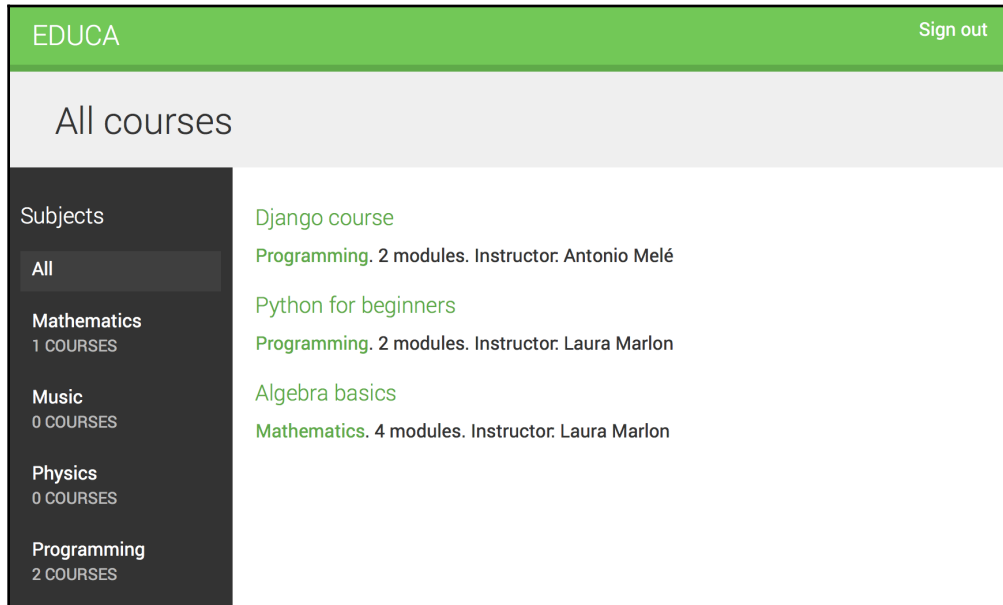 EDUCA
Sign out
All courses
Subjects
All
Mathematics
1 COURSES
Music
0 COURSES
Physics
0 COURSES
Programming
2 COURSES
Django course
Programming. 2 modules. Instructor: Antonio Melé
Python for beginners
Programming. 2 modules. Instructor: Laura Marlon
Algebra basics
Mathematics. 4 modules. Instructor: Laura Marlon